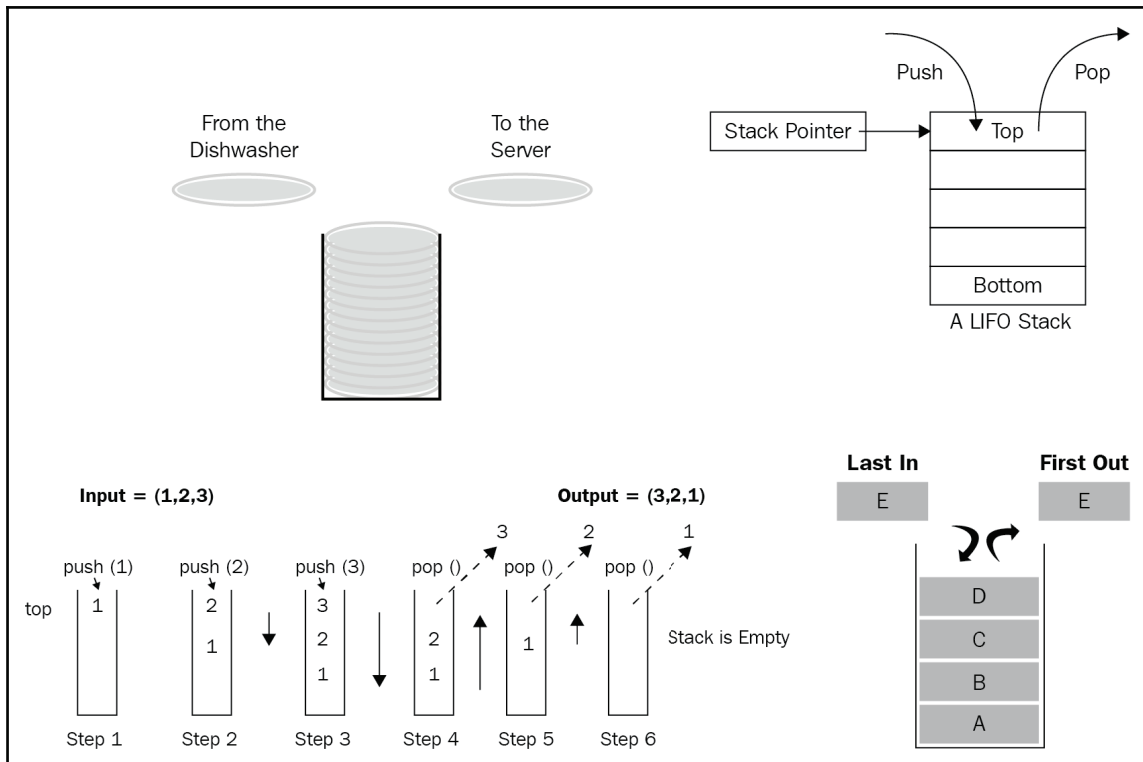 From the
Dishwasher
To the
Server
Push
Pop
Stack Pointer
Top
Bottom
A LIFO Stack
Input = (1,2,3)
Output = (3,2,1)
3 2 1
push (1) push (2) push (3) pop () pop () pop ()
top 1 2 3
1 2 2 1 Stack is Empty
1 1
Step 1 Step 2 Step 3 Step 4 Step 5 Step 6
Last In First Out
E E
D
C
B
A